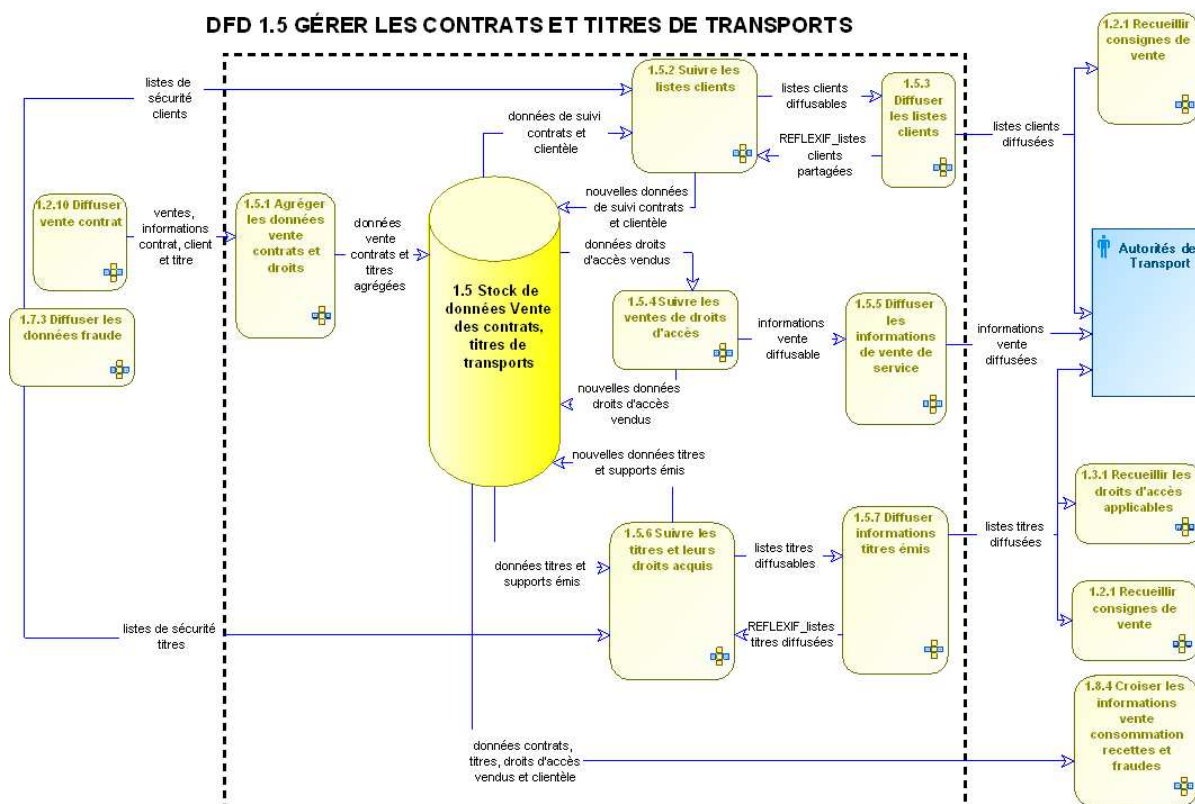 DFD 1.5 GÉRER LES CONTRATS ET TITRES DE TRANSPORTS
listes de
sécurité
clients
1.5.2 Suivre les
listes clients
listes clients
diffusables
1.5.3
Diffuser
les listes
clients
1.2.1 Recueillir
consignes de
vente
listes clients
diffusées
données de suivi
contrats et
clientèle
REFLEXIF_listes
clients
partagées
1.2.10 Diffuser
vente contrat
ventes,
informations
contrat, client
et titre
1.5.1 Agréger
les données
vente
contrats et
droits
données
vente
contrats et
titres
agrégées
nouvelles données
de suivi contrats
et clientèle
données droits
d'accès vendus
1.5 Stock de
données Vente
des contrats,
titres de
transports
Autorités de
Transport
1.7.3 Diffuser les
données fraude
1.5.4 Suivre les
ventes de droits
d'accès
informations
vente
diffusable
1.5.5 Diffuser
les
informations
de vente de
service
informations
vente
diffusées
nouvelles données
droits d'accès
vendus
nouvelles données titres
et supports émis
1.5.6 Suivre les
titres et leurs
droits acquis
données titres et
supports émis
listes titres
diffusables
1.5.7 Diffuser
informations
titres émis
listes titres
diffusées
1.3.1 Recueillir les
droits d'accès
applicables
REFLEXIF_listes
titres diffusées
1.2.1 Recueillir
consignes de
vente
listes de sécurité
titres
données contrats,
titres, droits d'accès
vendus et clientèle
1.8.4 Croiser les
informations
vente
consommation
recettes et
fraudes